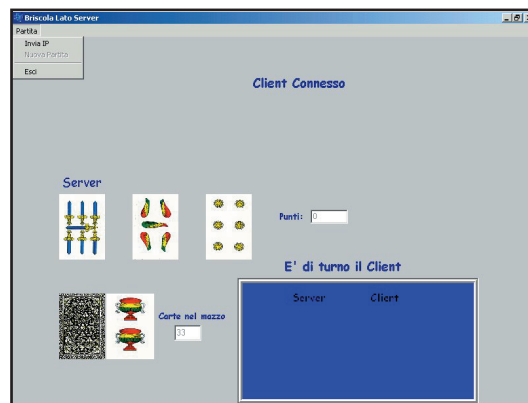 Briscola Lato Server
Partita
Invia IP
Nuova Partita
Esci
Client Connesso
Server
Punti: 0
E' di turno il Client
Server Client
Carte nel mazzo
33